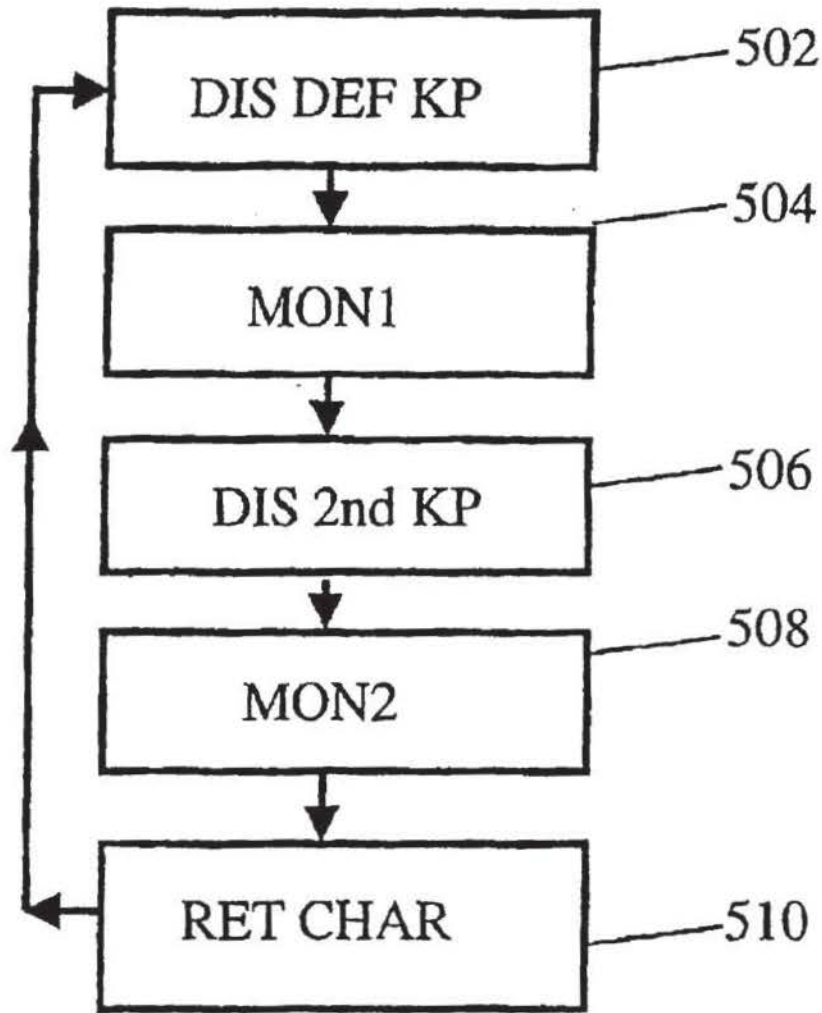 502
DIS DEF KP
504
MON1
506
DIS 2nd KP
508
MON2
RET CHAR
510